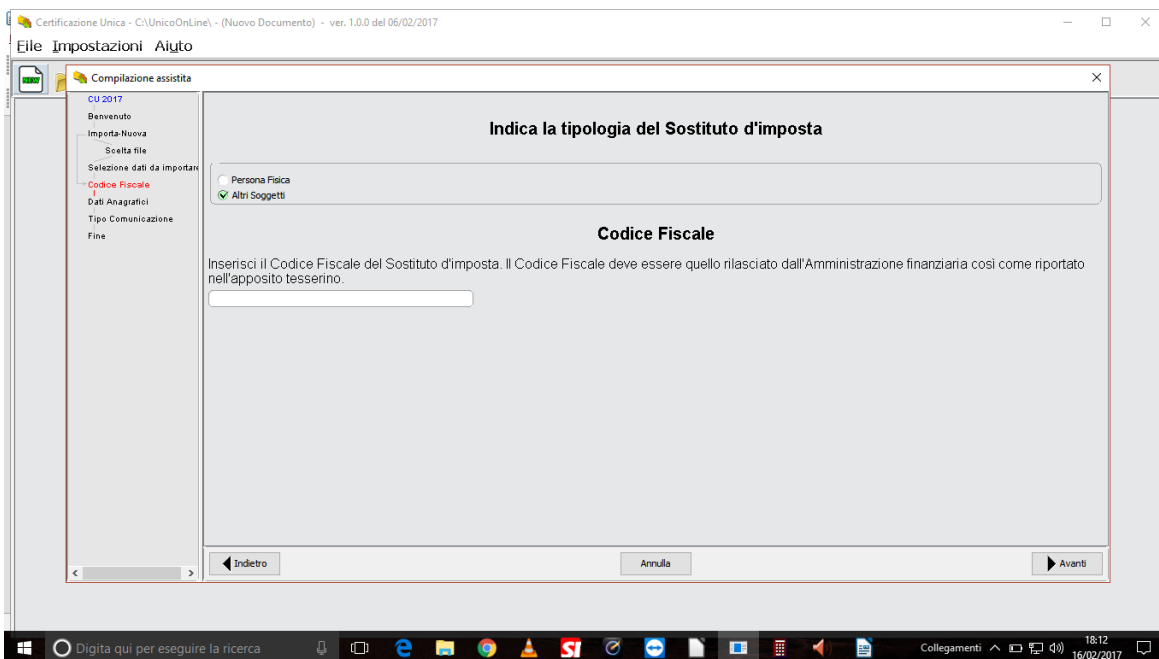 Certificazione Unica - C:\UnicoOnLine\ - (Nuovo Documento) - ver. 1.0.0 del 06/02/2017
File Impostazioni Aiuto
NEW
Compilazione assistita
CU 2017
Benvenuto
Importa-Nuova
Scelta file
Selezione dati da importare
Codice Fiscale
Dati Anagrafici
Tipo Comunicazione
Fine
Indica la tipologia del Sostituto d'imposta
Persona Fisica
Altri Soggetti
Codice Fiscale
Inserisci il Codice Fiscale del Sostituto d'imposta. Il Codice Fiscale deve essere quello rilasciato dall'Amministrazione finanziaria così come riportato
nell'apposito tesserino.
Indietro
Annulla
Avanti
Digita qui per eseguire la ricerca
Collegamenti
18:12
16/02/2017